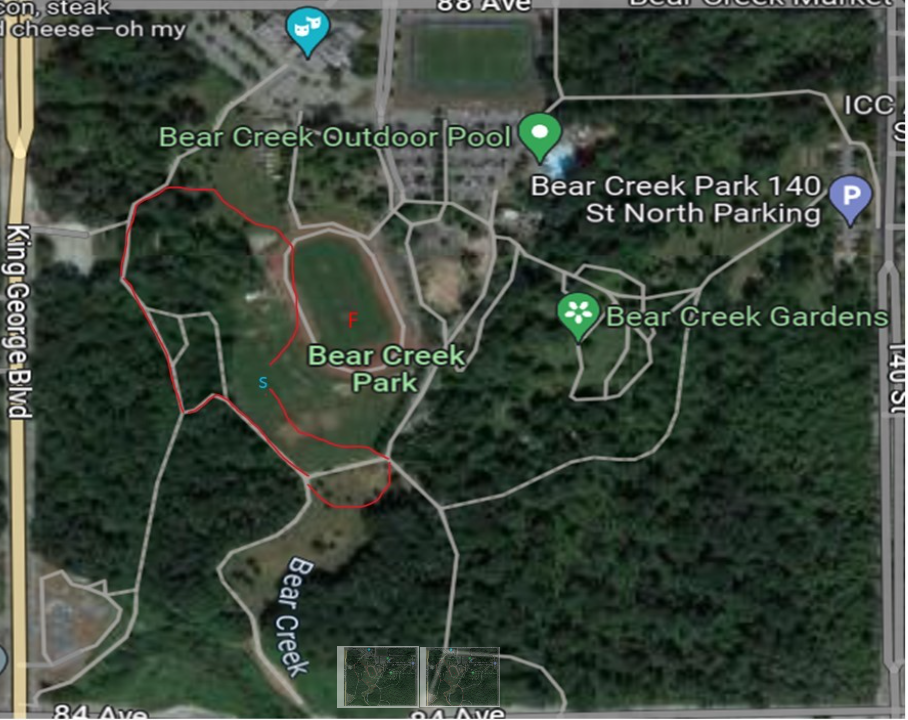 con, steak
d cheese—oh my
88 Ave
Bear Creek Market
ICC
S
Bear Creek Outdoor Pool
Bear Creek Park 140
St North Parking
P
King George Blvd
F
Bear Creek Gardens
Bear Creek
Park
S
140 St
Bear Creek
84 Ave
84 Ave